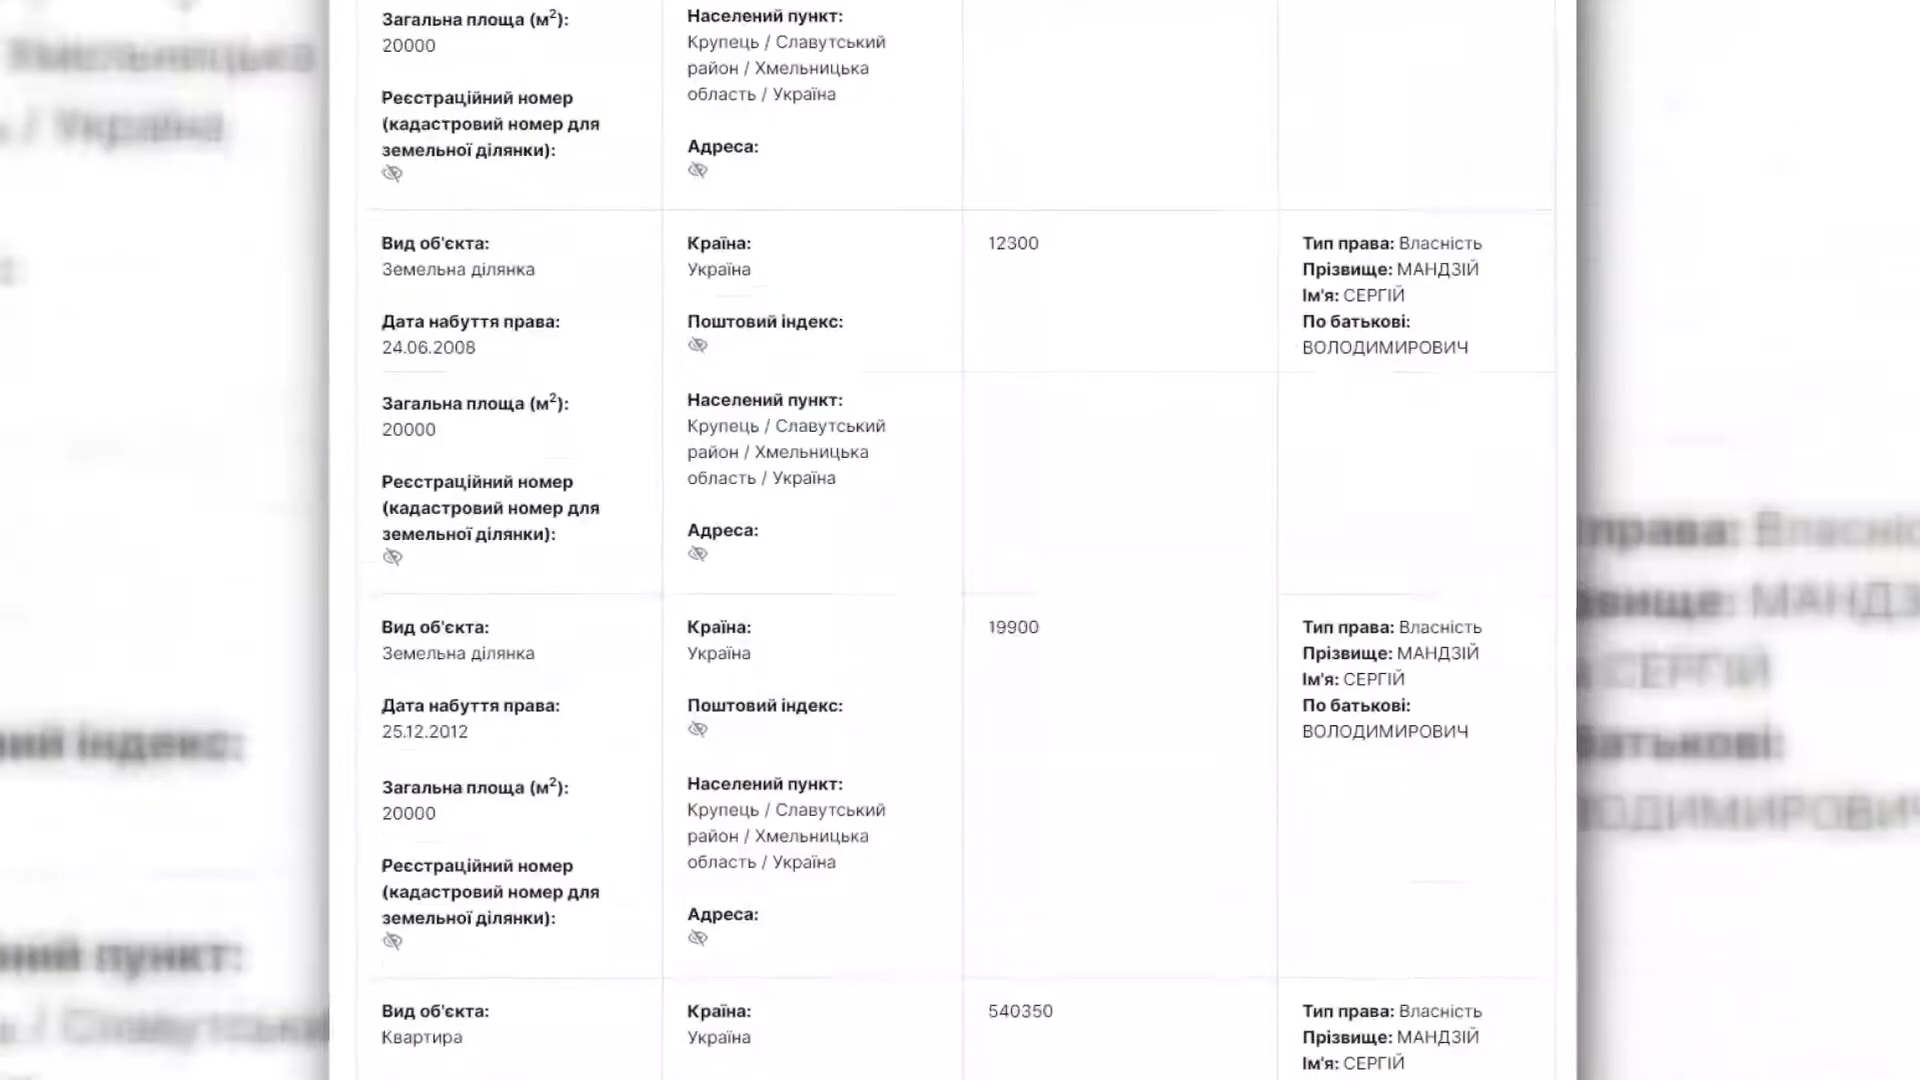 Загальна площа (м²):
20000
Реєстраційний номер
(кадастровий номер для
земельної ділянки):
Населений пункт:
Крупець / Славутський
район / Хмельницька
область / Україна
Адреса:
Вид об'єкта:
Земельна ділянка
Дата набуття права:
24.06.2008
Загальна площа (м²):
20000
Реєстраційний номер
(кадастровий номер для
земельної ділянки):
Країна:
Україна
Поштовий індекс:
Населений пункт:
Крупець / Славутський
район / Хмельницька
область / Україна
Адреса:
12300
Тип права: Власність
Прізвище: МАНДЗІЙ
Ім'я: СЕРГІЙ
По батькові:
ВОЛОДИМИРОВИЧ
Вид об'єкта:
Земельна ділянка
Дата набуття права:
25.12.2012
Загальна площа (м²):
20000
Реєстраційний номер
(кадастровий номер для
земельної ділянки):
Країна:
Україна
Поштовий індекс:
Населений пункт:
Крупець / Славутський
район / Хмельницька
область / Україна
Адреса:
19900
Тип права: Власність
Прізвище: МАНДЗІЙ
Ім'я: СЕРГІЙ
По батькові:
ВОЛОДИМИРОВИЧ
Вид об'єкта:
Квартира
Країна:
Україна
540350
Тип права: Власність
Прізвище: МАНДЗІЙ
Ім'я: СЕРГІЙ